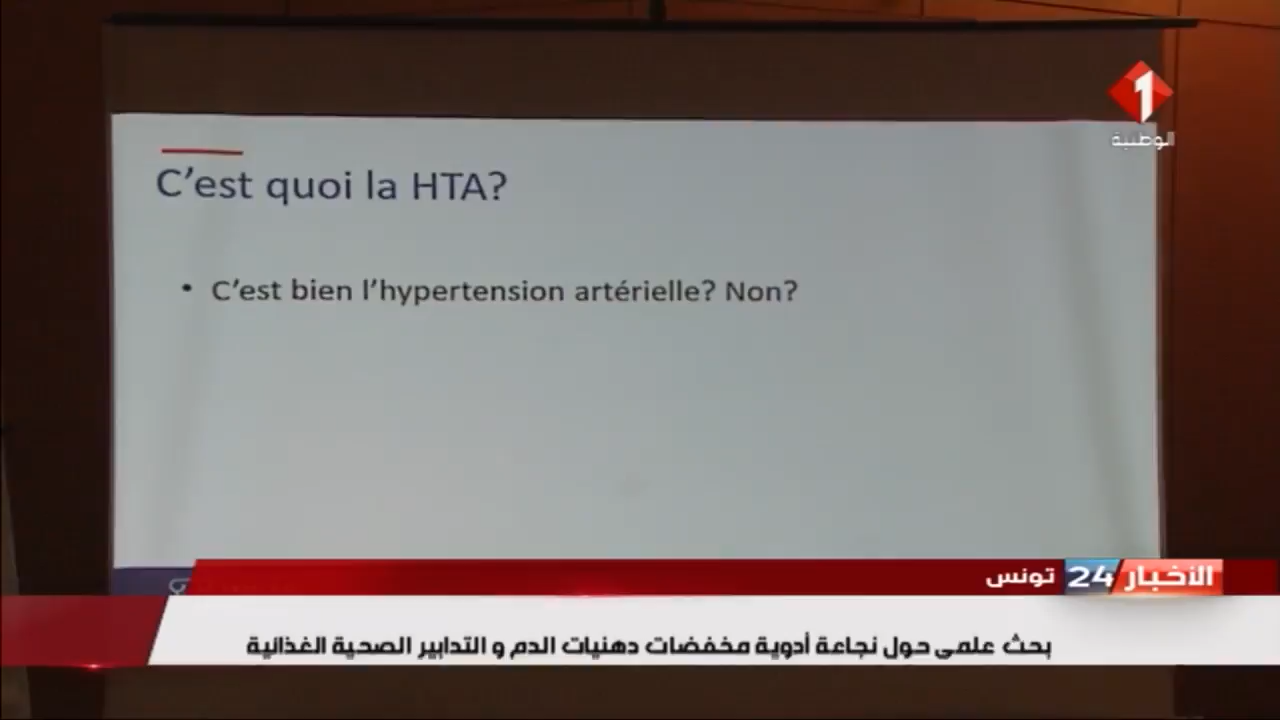 1
الوطنية
C'est quoi la HTA?
• C'est bien l'hypertension artérielle? Non?
الأخبار 24 تونس
بحث علمي حول نجاعة أدوية مخفضات دهنيات الدم و التدابير الصحية الغذائية